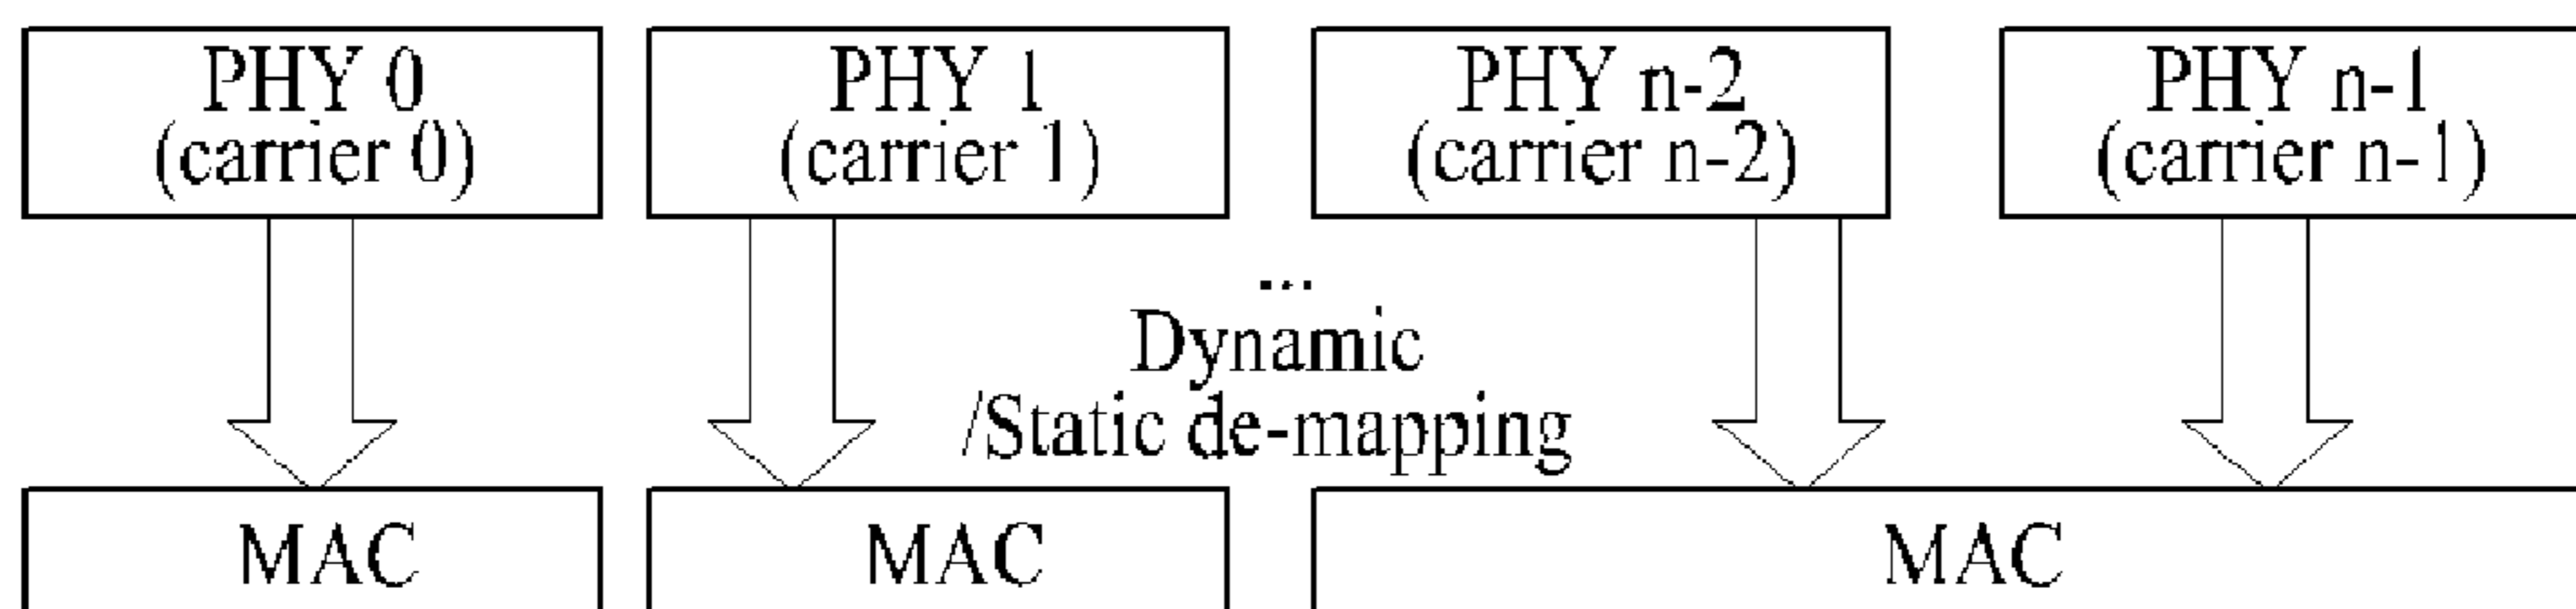 PHY 0
(carrier 0)
PHY 1
(carrier 1)
PHY n-2
(carrier n-2)
PHY n-1
(carrier n-1)
...
Dynamic
/Static de-mapping
MAC
MAC
MAC